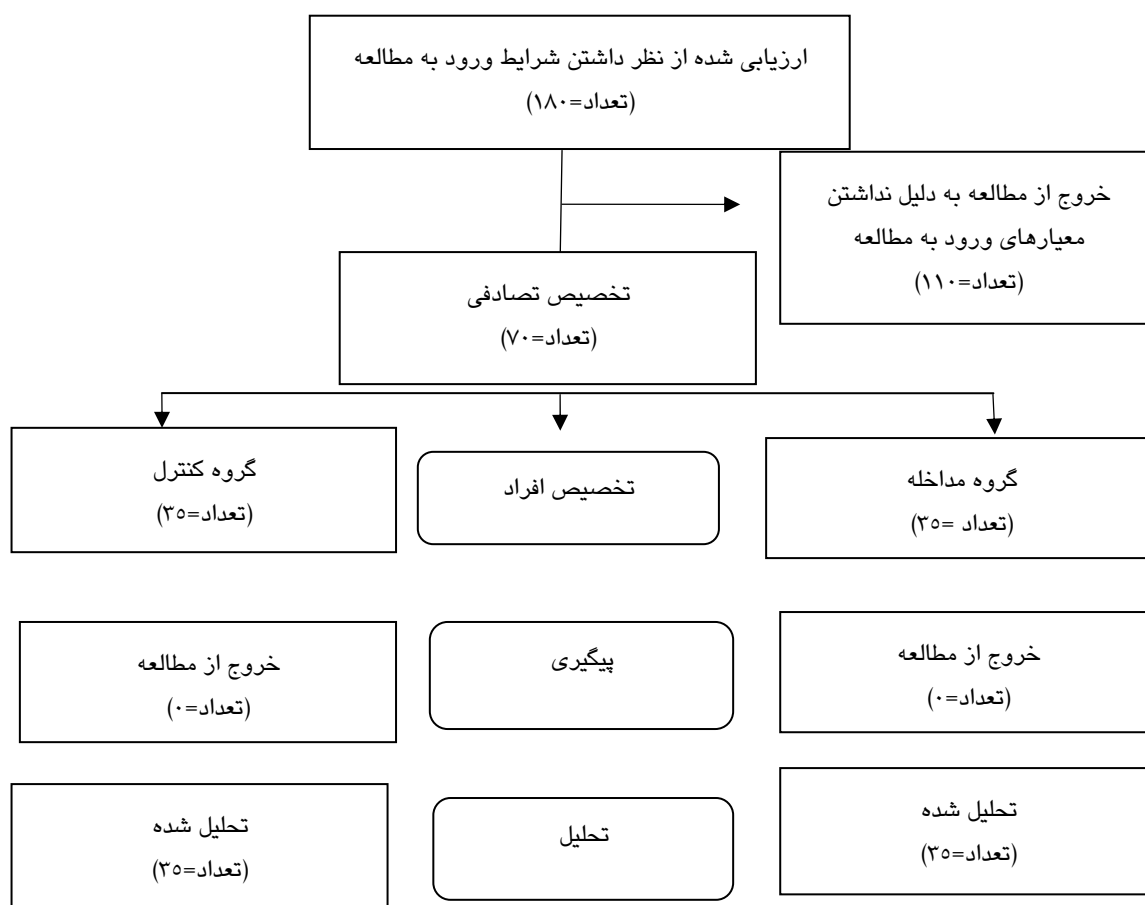 ارزیابی شده از نظر داشتن شرایط ورود به مطالعه
(تعداد=۱۸۰)
خروج از مطالعه به دلیل نداشتن
معیارهای ورود به مطالعه
(تعداد=۱۱۰)
تخصیص تصادفی
(تعداد=۷۰)
گروه مداخله
(تعداد =۳۵)
تخصیص افراد
گروه کنترل
(تعداد=۳۵)
خروج از مطالعه
(تعداد=۰)
پیگیری
خروج از مطالعه
(تعداد=۰)
تحلیل شده
(تعداد=۳۵)
تحلیل
تحلیل شده
(تعداد=۳۵)